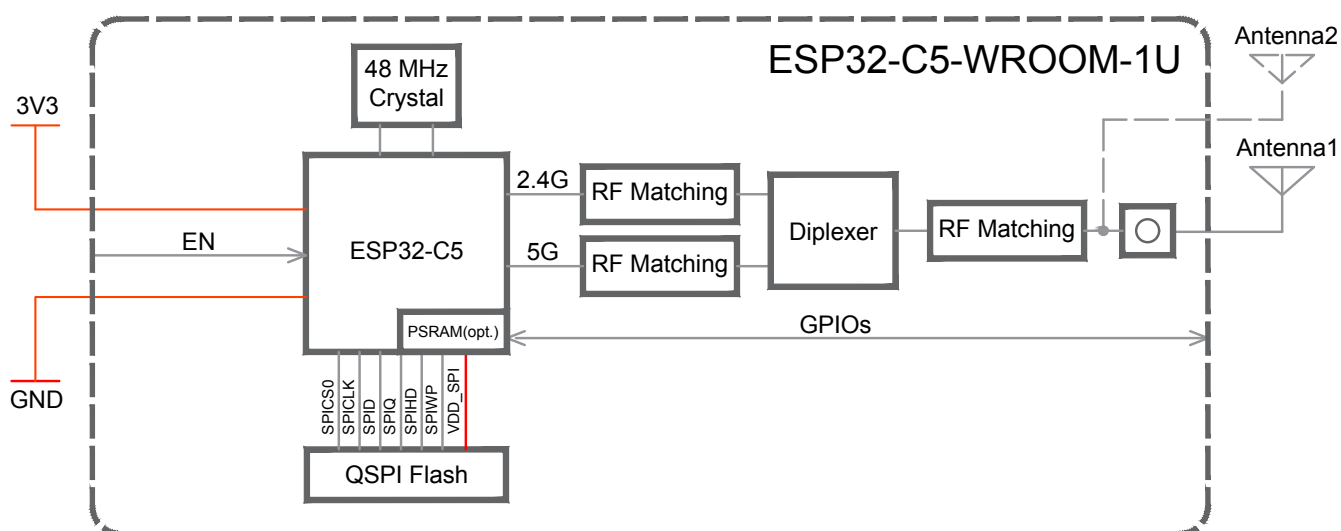 Antenna2
ESP32-C5-WROOM-1U
48 MHz
Crystal
3V3
Antenna1
2.4G
RF Matching
Diplexer
RF Matching
EN
ESP32-C5
5G
RF Matching
PSRAM(opt.)
GPIOs
GND
SPICS0
SPICLK
SPID
SPIQ
SPIHD
SPIWP
VDD_SPI
QSPI Flash